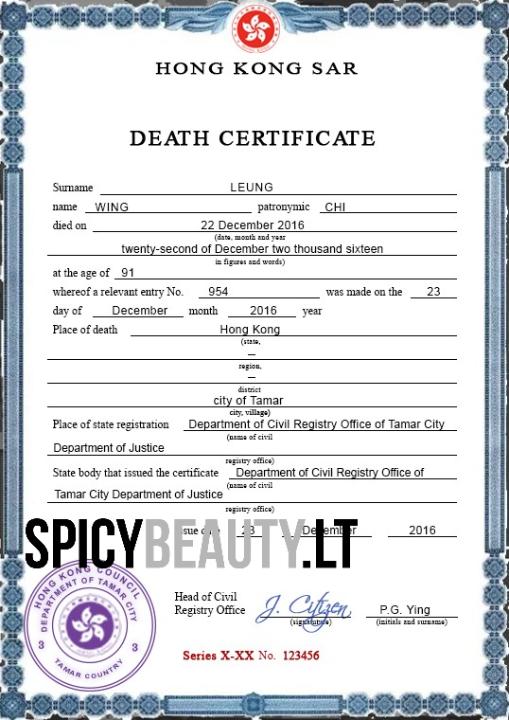 HONG KONG SAR
DEATH CERTIFICATE
Surname LEUNG
name WING patronymic CHI
died on 22 December 2016
(date, month and year
twenty-second of December two thousand sixteen
in figures and words)
at the age of 91
whereof a relevant entry No. 954 was made on the 23
day of December month 2016 year
Place of death Hong Kong
(state,
—
region,
—
district
city of Tamar
city, village)
Place of state registration Department of Civil Registry Office of Tamar City
(name of civil
Department of Justice
registry office)
State body that issued the certificate Department of Civil Registry Office of
(name of civil
Tamar City Department of Justice
registry office)
SPICYBEAUTY.LT
23 December 2016
HONG KONG COUNCIL
DEPARTMENT OF TAMAR CITY
3 3
TAMAR COUNTRY
Head of Civil
Registry Office J. Citizen P.G. Ying
(signature) (initials and surname)
Series X-XX No. 123456